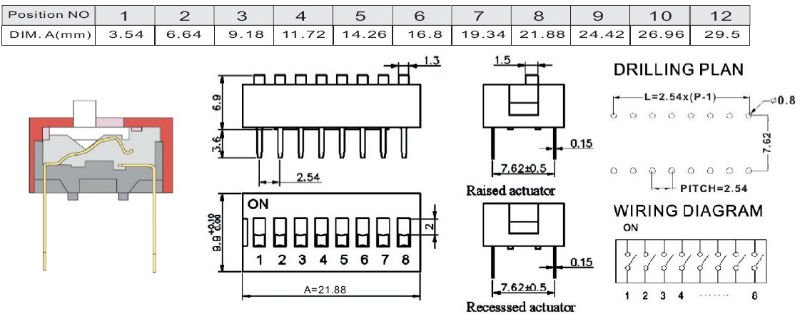 Position NO 1 2 3 4 5 6 7 8 9 10 12
DIM. A(mm) 3.54 6.64 9.18 11.72 14.26 16.8 19.34 21.88 24.42 26.96 29.5
1.3
1.5
6.9
3.6
2.54
0.15
7.62±0.5
Raised actuator
DRILLING PLAN
L=2.54x(P-1)
⌀0.8
7.62
PITCH=2.54
ON
1 2 3 4 5 6 7 8
9.9 +0.10 0.00
2
A=21.88
0.15
7.62±0.5
Recesssed actuator
WIRING DIAGRAM
ON
1 2 3 4 ······· 8